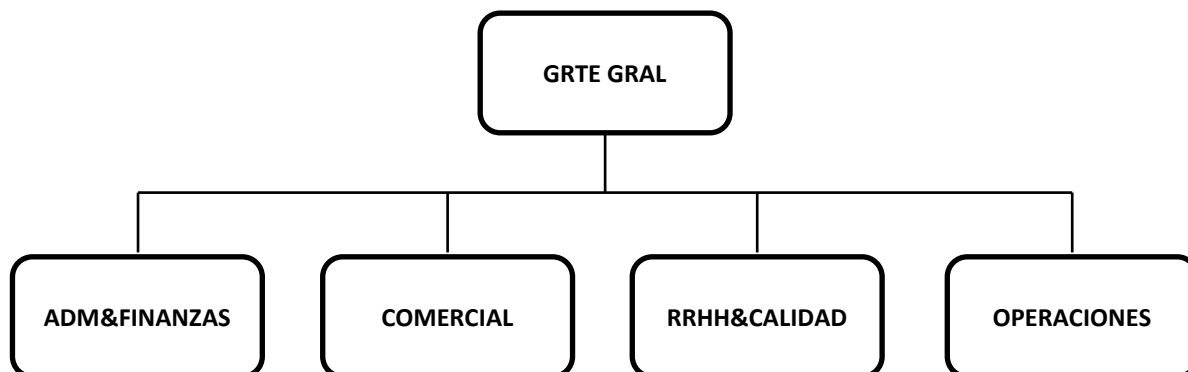 GRTE GRAL
ADM&FINANZAS
COMERCIAL
RRHH&CALIDAD
OPERACIONES